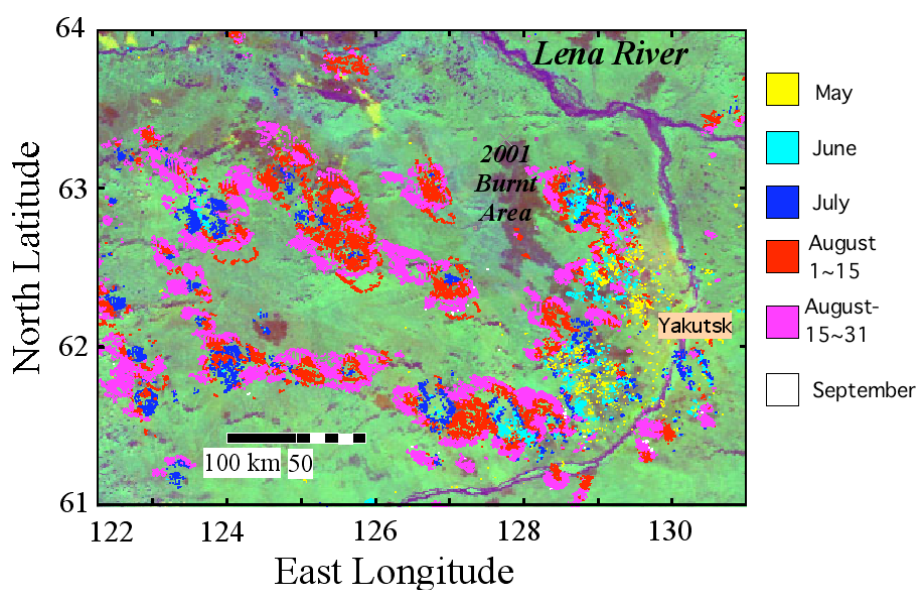 64
63
62
61
North Latitude
122
124
126
128
130
East Longitude
Lena River
2001
Burnt
Area
Yakutsk
100 km 50
May
June
July
August
1~15
August-
15~31
September